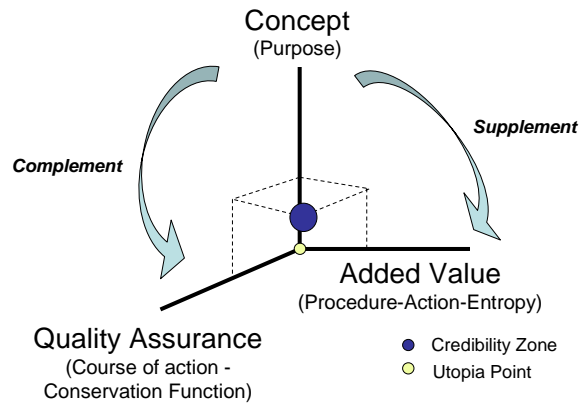 Concept
(Purpose)
Complement
Supplement
Added Value
(Procedure-Action-Entropy)
Quality Assurance
(Course of action -
Conservation Function)
Credibility Zone
Utopia Point